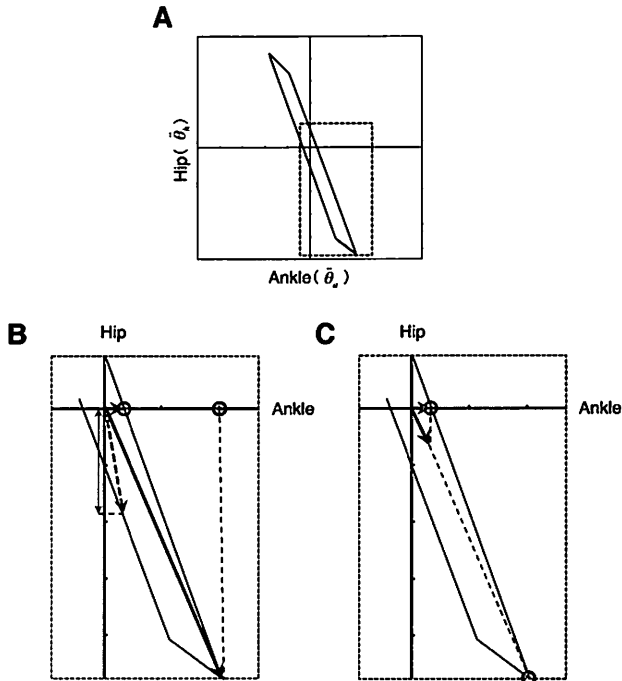 A
Hip( θ̈ₕ )
Ankle( θ̈ₐ )
B
Hip
Ankle
C
Hip
Ankle